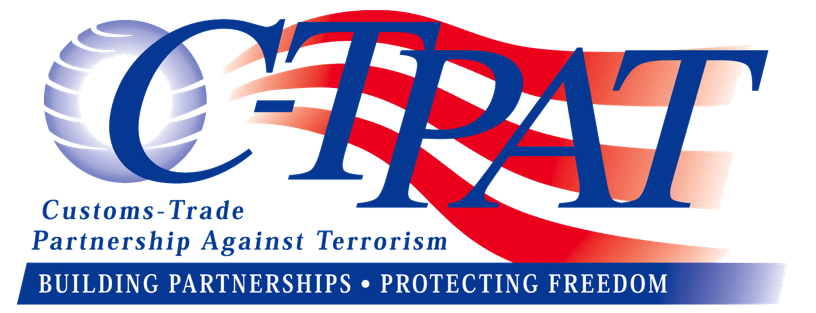 C-TPAT
Customs-Trade
Partnership Against Terrorism
BUILDING PARTNERSHIPS • PROTECTING FREEDOM